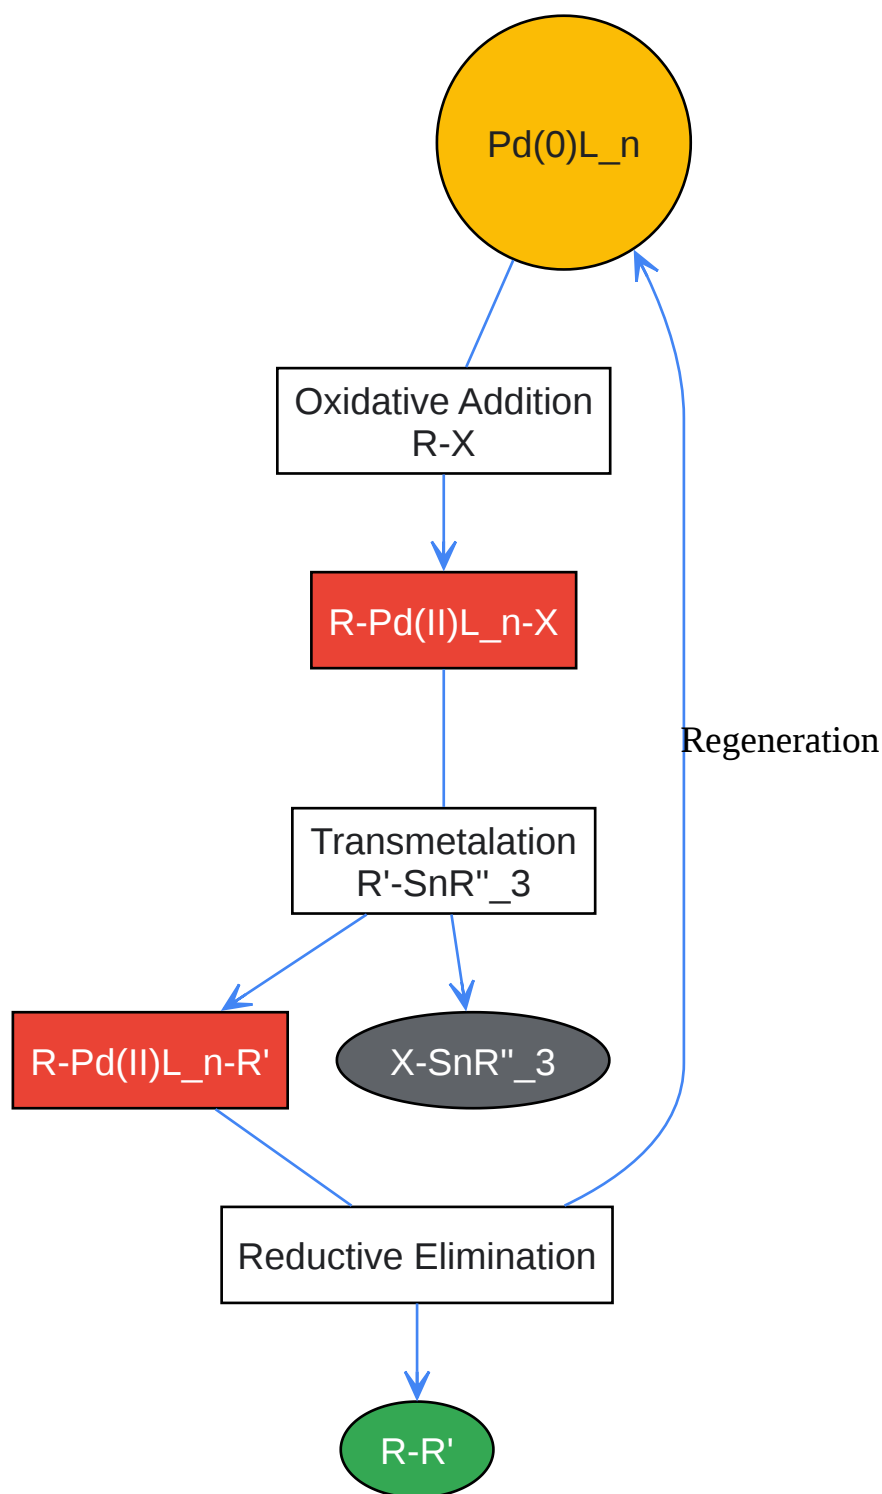 Pd(0)L_n
Oxidative Addition
R-X
R-Pd(II)L_n-X
Regeneration
Transmetalation
R'-SnR''_3
R-Pd(II)L_n-R'
X-SnR''_3
Reductive Elimination
R-R'